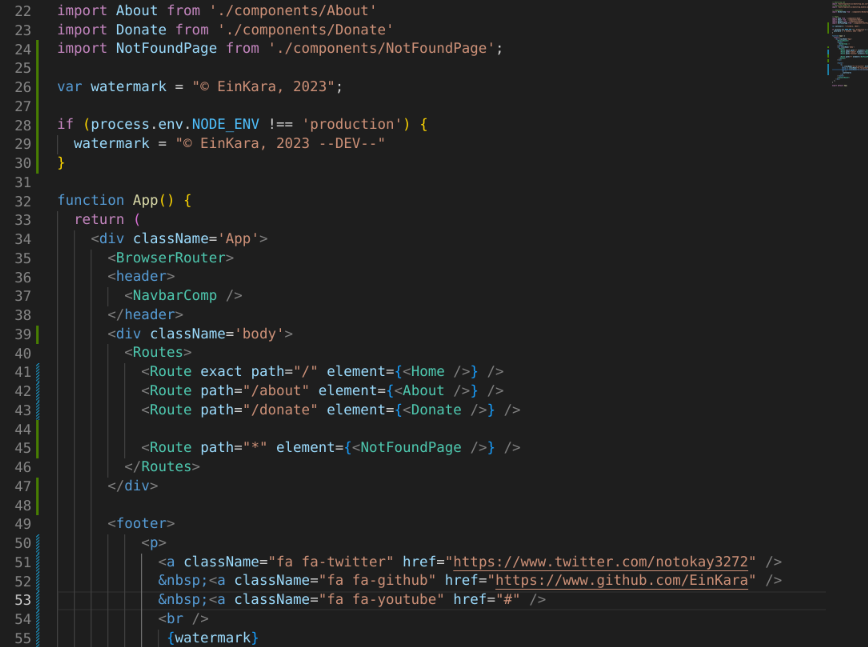 22 import About from './components/About'
23 import Donate from './components/Donate'
24 import NotFoundPage from './components/NotFoundPage';
25
26 var watermark = "© EinKara, 2023";
27
28 if (process.env.NODE_ENV !== 'production') {
29   watermark = "© EinKara, 2023 --DEV--"
30 }
31
32 function App() {
33   return (
34     <div className='App'>
35       <BrowserRouter>
36       <header>
37         <NavbarComp />
38       </header>
39       <div className='body'>
40         <Routes>
41           <Route exact path="/" element={<Home />} />
42           <Route path="/about" element={<About />} />
43           <Route path="/donate" element={<Donate />} />
44
45           <Route path="*" element={<NotFoundPage />} />
46         </Routes>
47       </div>
48
49       <footer>
50           <p>
51             <a className="fa fa-twitter" href="https://www.twitter.com/notokay3272" />
52             &nbsp;<a className="fa fa-github" href="https://www.github.com/EinKara" />
53             &nbsp;<a className="fa fa-youtube" href="#" />
54             <br />
55              {watermark}